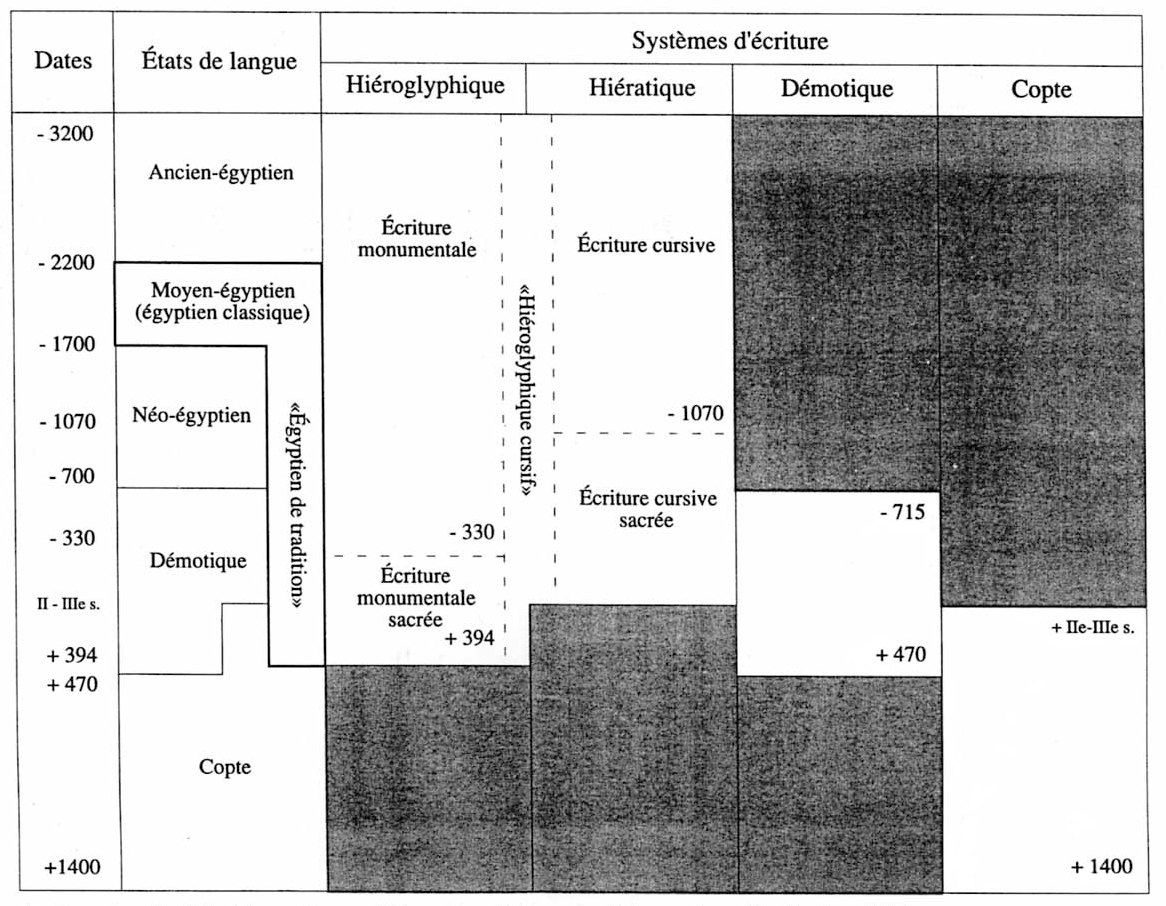 Dates
États de langue
Systèmes d'écriture
Hiéroglyphique
Hiératique
Démotique
Copte
- 3200
- 2200
- 1700
- 1070
- 700
- 330
II - IIIe s.
+ 394
+ 470
+1400
Ancien-égyptien
Moyen-égyptien
(égyptien classique)
Néo-égyptien
«Égyptien de tradition»
Démotique
Copte
Écriture
monumentale
- 330
Écriture
monumentale
sacrée
+ 394
«Hiéroglyphique cursif»
Écriture cursive
- 1070
Écriture cursive
sacrée
- 715
+ 470
+ IIe-IIIe s.
+ 1400